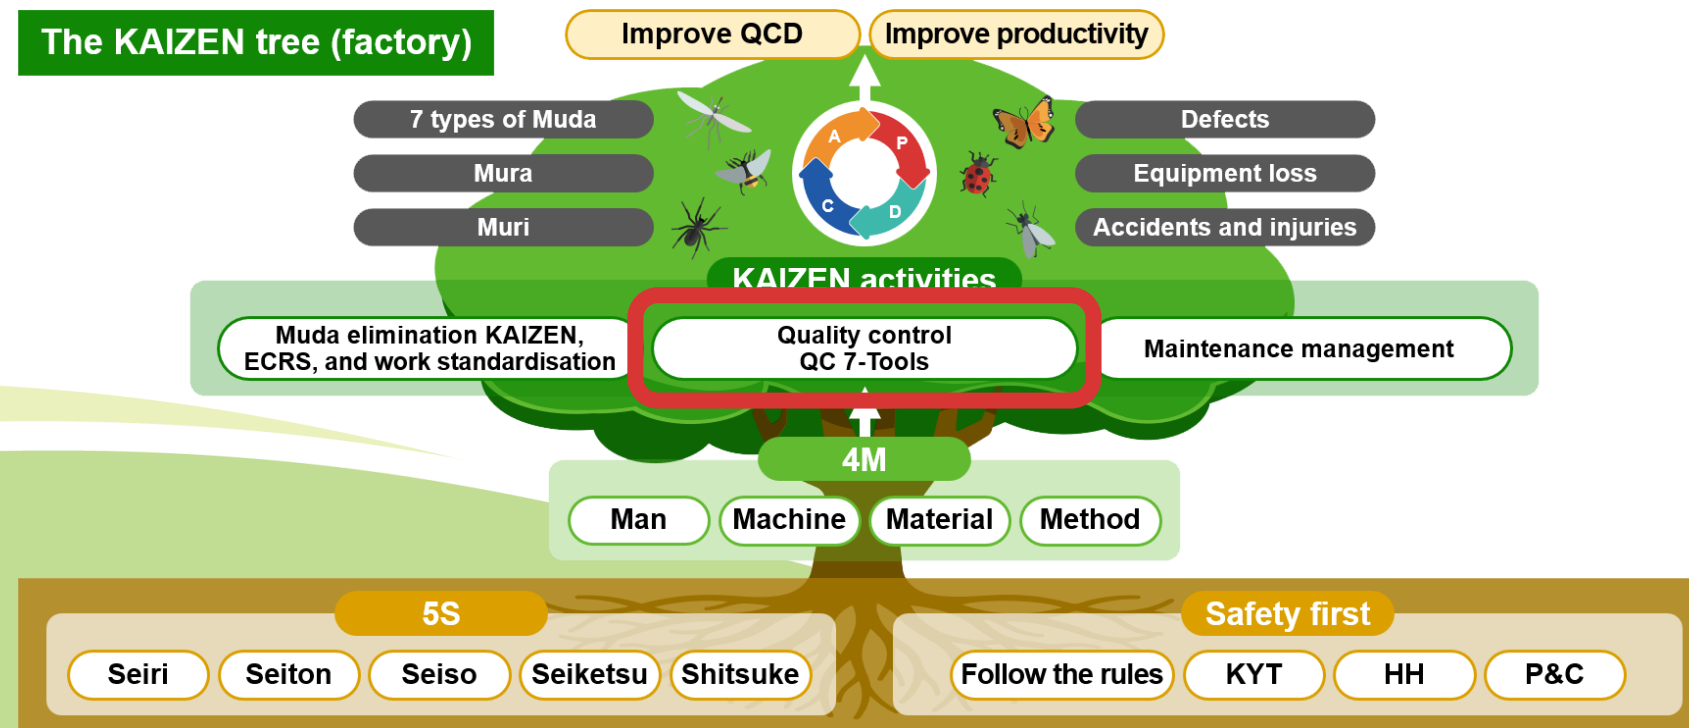 The KAIZEN tree (factory)
Improve QCD
Improve productivity
7 types of Muda
Mura
Muri
Defects
Equipment loss
Accidents and injuries
A
P
C
D
KAIZEN activities
Muda elimination KAIZEN,
ECRS, and work standardisation
Quality control
QC 7-Tools
Maintenance management
4M
Man
Machine
Material
Method
5S
Seiri
Seiton
Seiso
Seiketsu
Shitsuke
Safety first
Follow the rules
KYT
HH
P&C